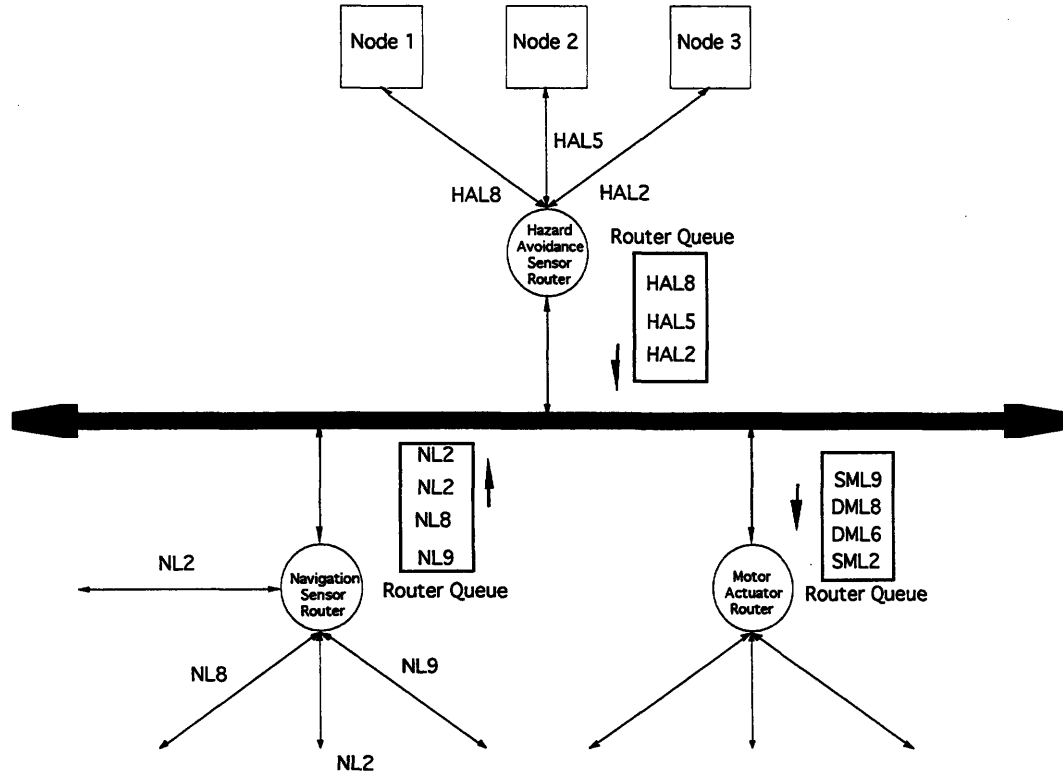 Node 1
Node 2
Node 3
HAL5
HAL8
HAL2
Hazard
Avoidance
Sensor
Router
Router Queue
HAL8
HAL5
HAL2
NL2
NL2
NL8
NL9
Router Queue
SML9
DML8
DML6
SML2
Router Queue
NL2
Navigation
Sensor
Router
Motor
Actuator
Router
NL8
NL9
NL2